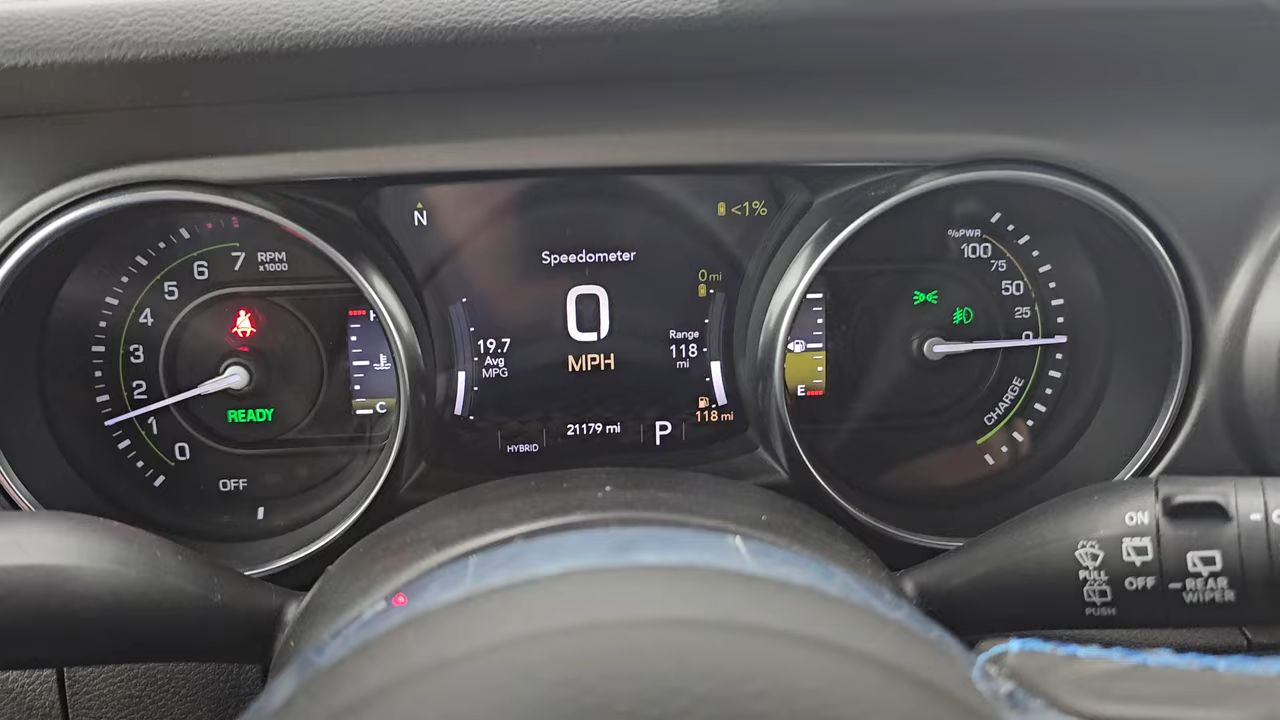 7
6
5
4
3
2
1
0
RPM
x1000
READY
OFF
H
C
N
<1%
Speedometer
0
MPH
19.7
Avg
MPG
0 mi
Range
118
mi
118 mi
HYBRID
21179 mi
P
%PWR
100
75
50
25
0
CHARGE
E
ON
OFF
PULL
PUSH
REAR
WIPER